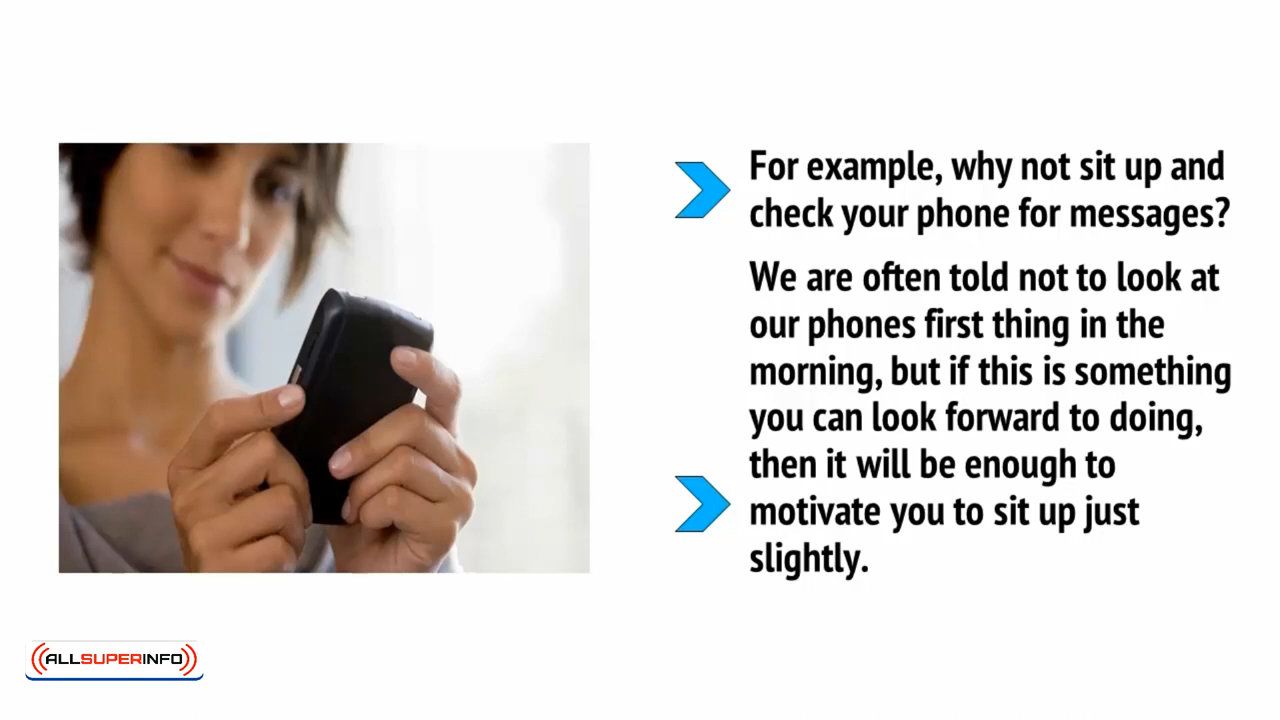 For example, why not sit up and
check your phone for messages?
We are often told not to look at
our phones first thing in the
morning, but if this is something
you can look forward to doing,
then it will be enough to
motivate you to sit up just
slightly.
ALLSUPERINFO